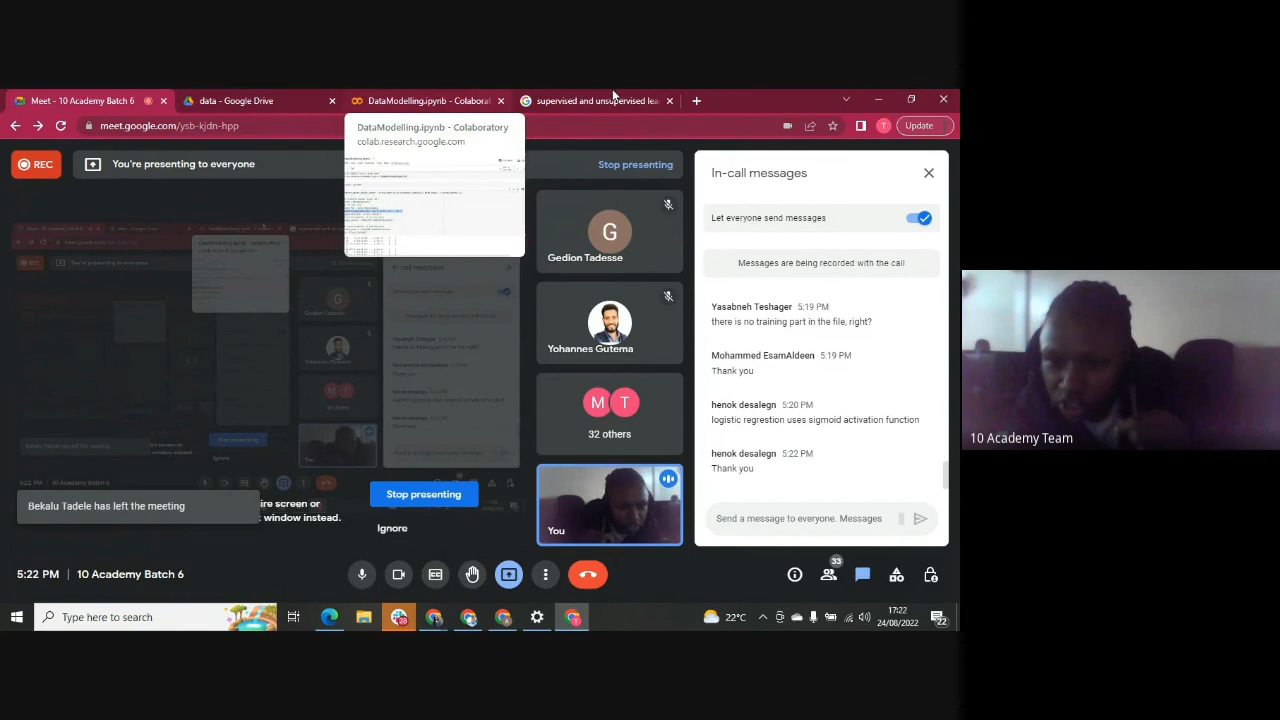 Meet - 10 Academy Batch 6
data - Google Drive
DataModelling.ipynb - Colaborat
supervised and unsupervised lea
meet.google.com/ysb-kjdn-hpp
T
Update
DataModelling.ipynb - Colaboratory
colab.research.google.com
REC
You're presenting to everyone
Stop presenting
G
Gedion Tadesse
Yohannes Gutema
M T
32 others
You
In-call messages
Let everyone sen
Messages are being recorded with the call
Yasabneh Teshager 5:19 PM
there is no training part in the file, right?
Mohammed EsamAldeen 5:19 PM
Thank you
henok desalegn 5:20 PM
logistic regrestion uses sigmoid activation function
henok desalegn 5:22 PM
Thank you
Send a message to everyone. Messages
Bekalu Tadele has left the meeting
ire screen or
window instead.
Stop presenting
Ignore
5:22 PM | 10 Academy Batch 6
33
Type here to search
28
22°C
17:22
24/08/2022
22
10 Academy Team